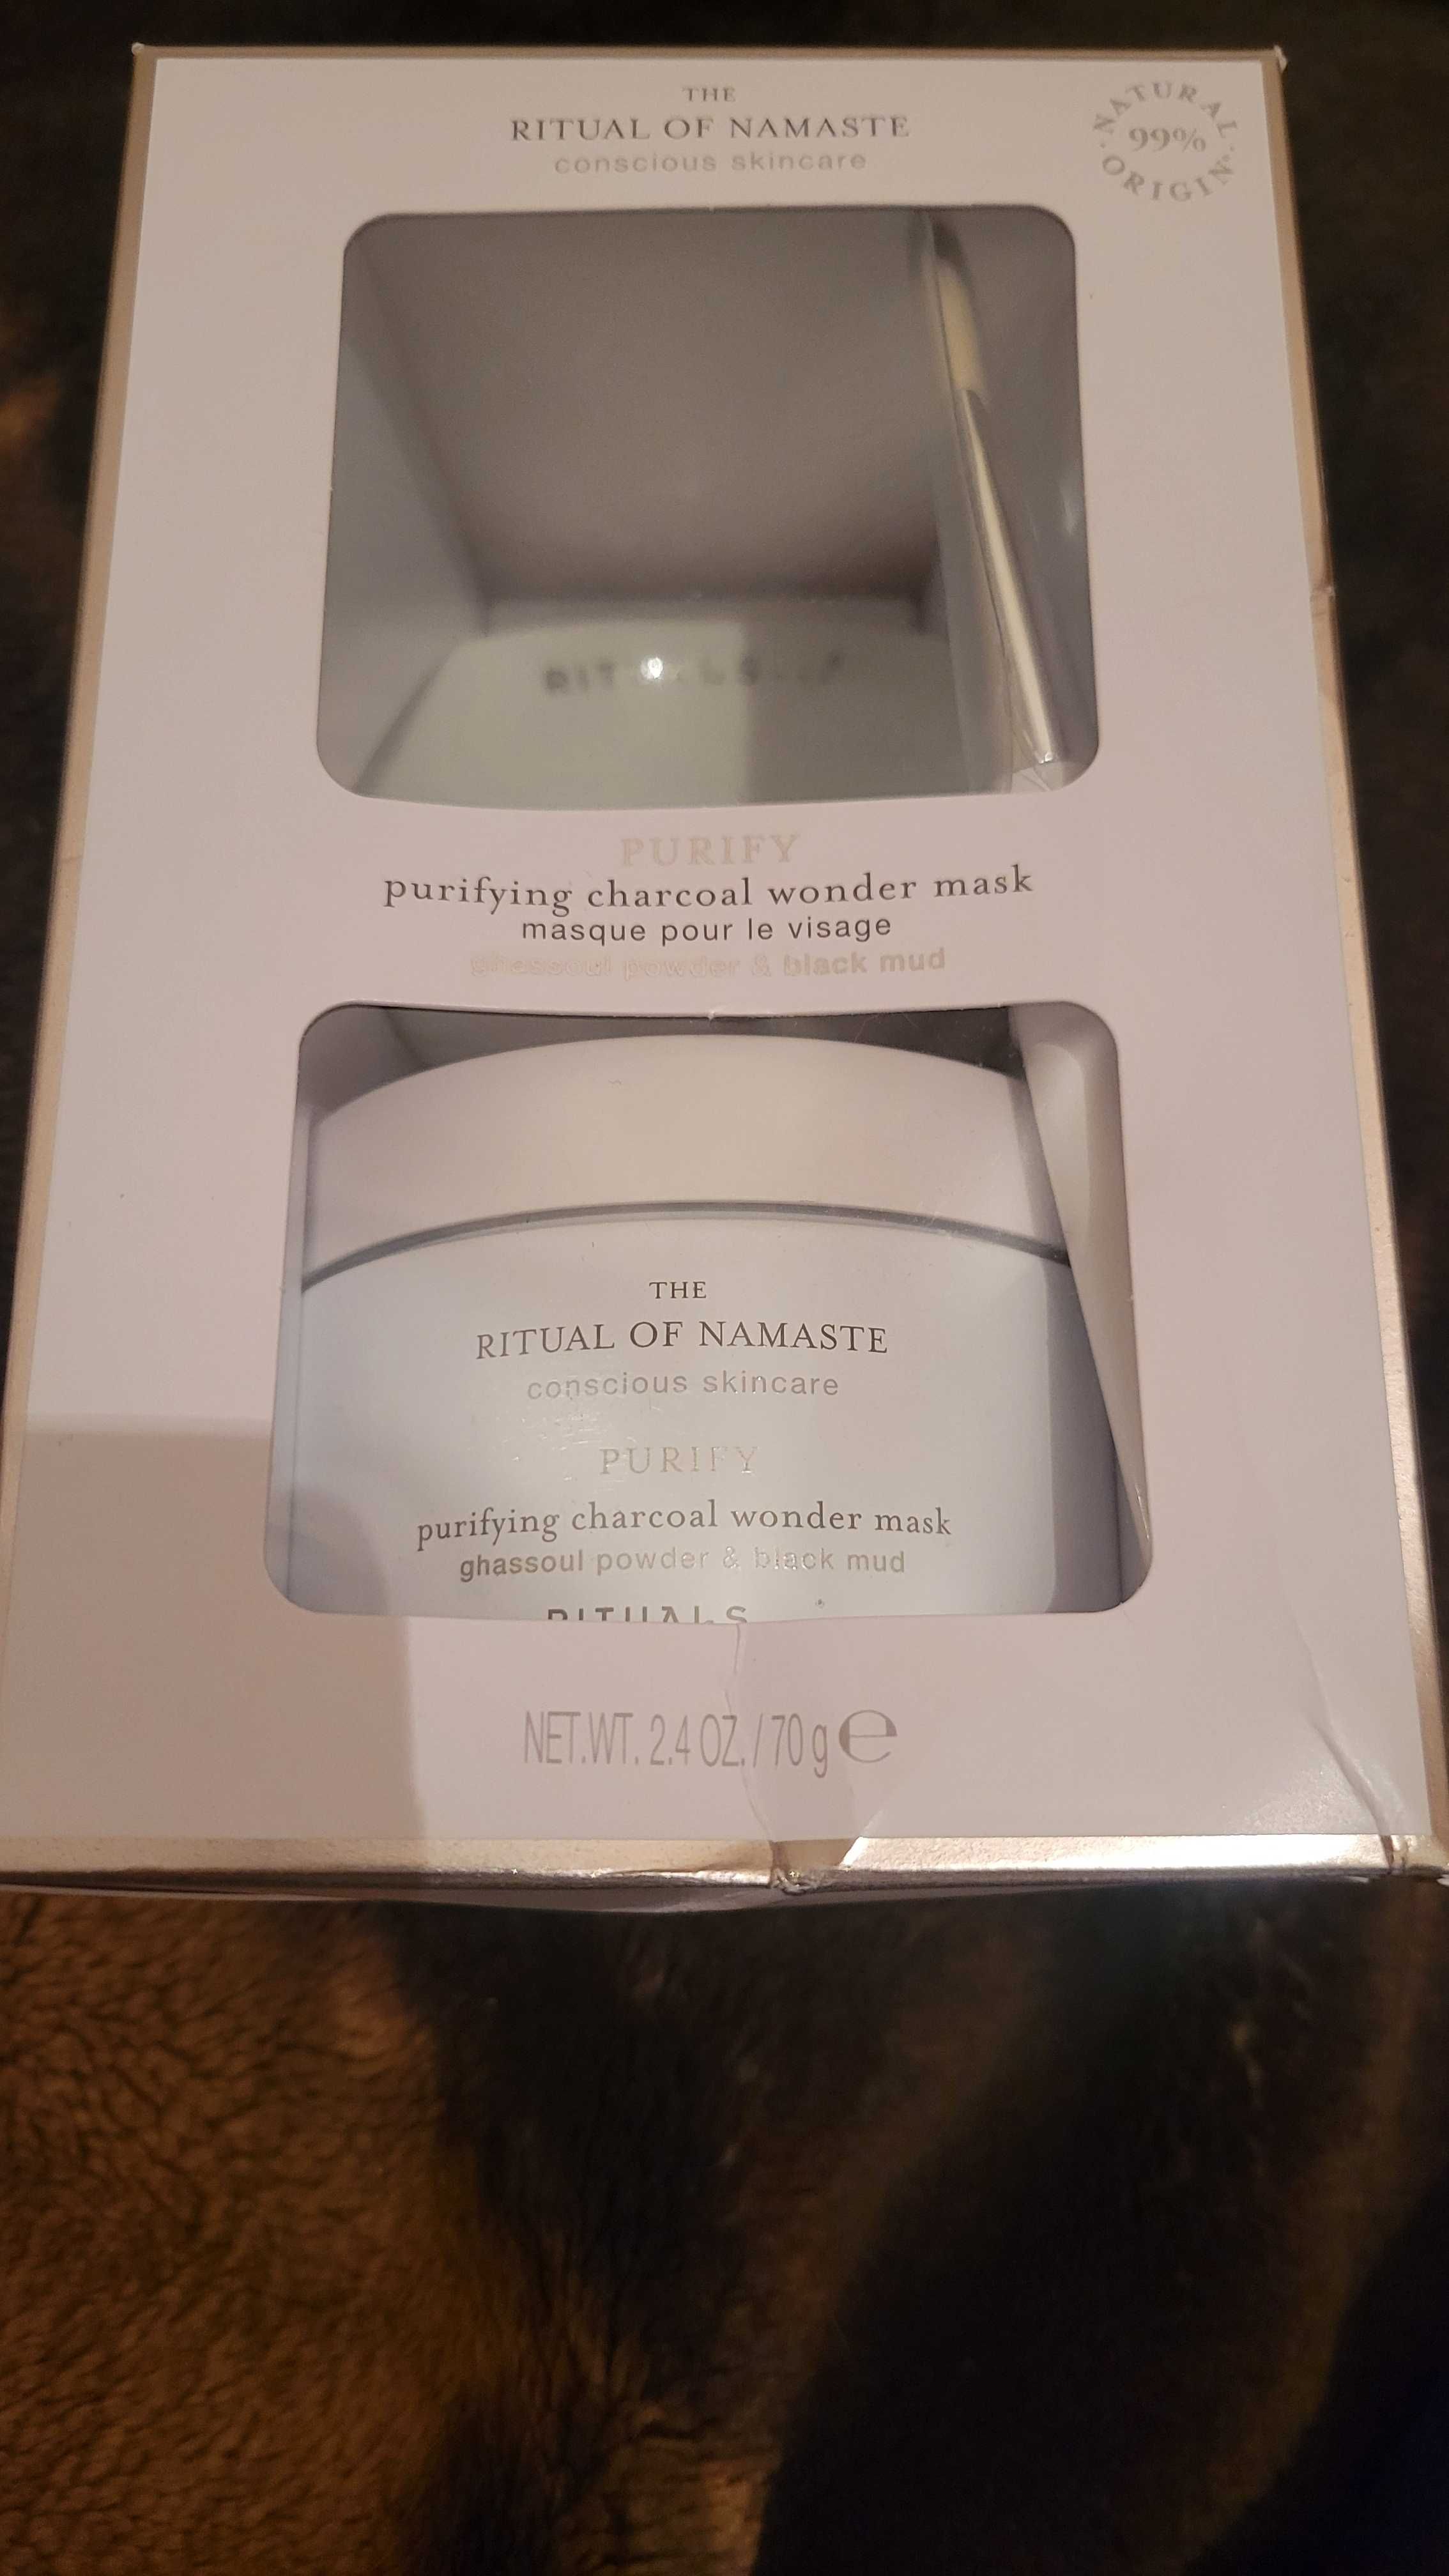 THE
RITUAL OF NAMASTE
conscious skincare
NATURAL
99%
ORIGIN
RITUALS
PURIFY
purifying charcoal wonder mask
masque pour le visage
ghassoul powder & black mud
THE
RITUAL OF NAMASTE
conscious skincare
PURIFY
purifying charcoal wonder mask
ghassoul powder & black mud
RITUALS
NET.WT. 2.4 OZ. / 70 g ℮